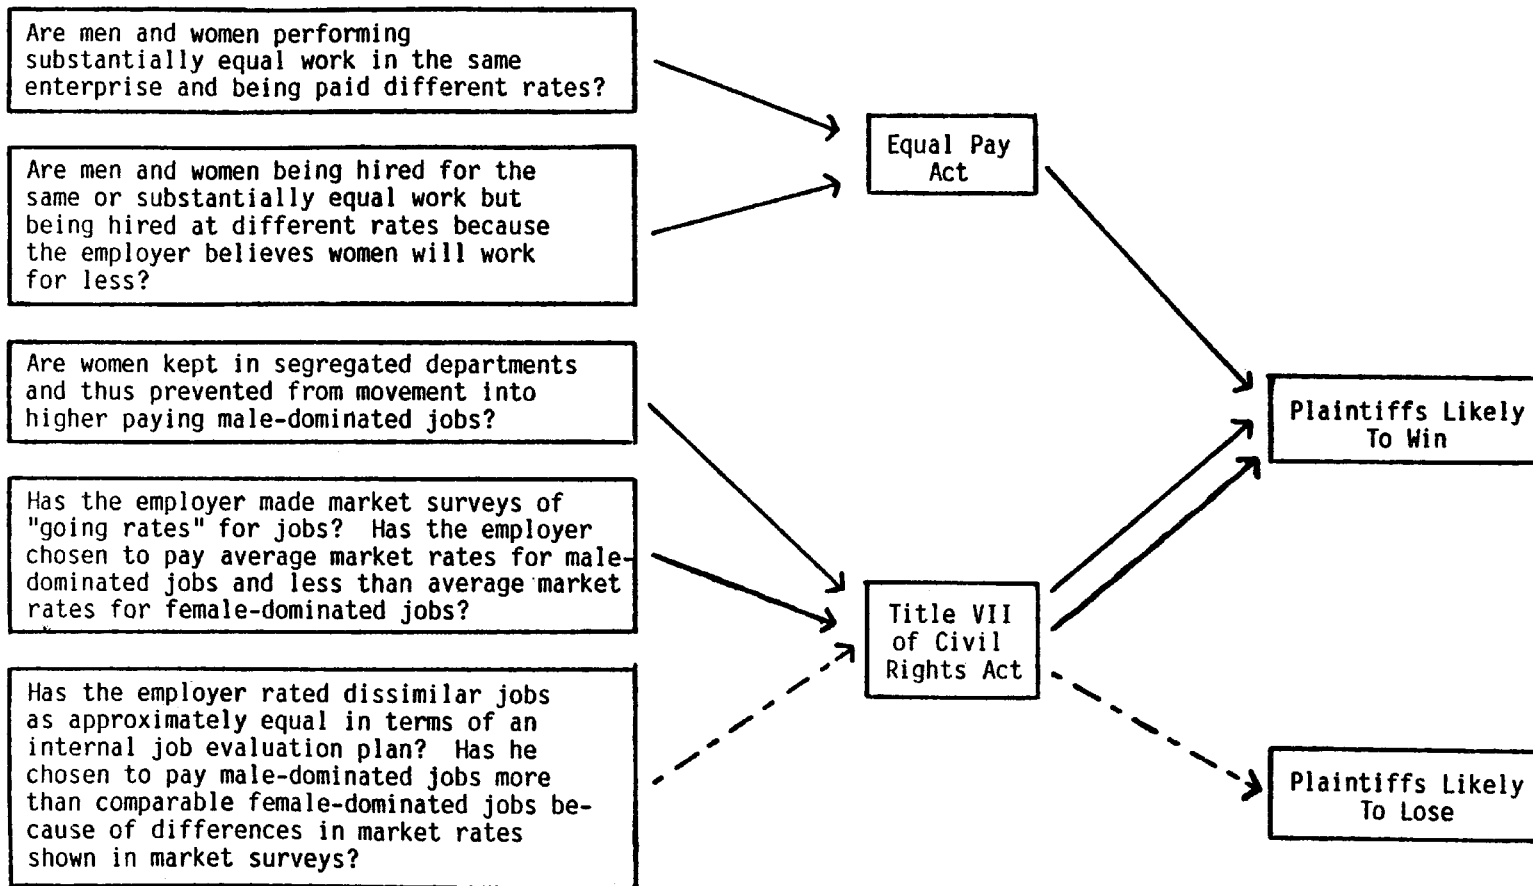 Are men and women performing
substantially equal work in the same
enterprise and being paid different rates?
Are men and women being hired for the
same or substantially equal work but
being hired at different rates because
the employer believes women will work
for less?
Are women kept in segregated departments
and thus prevented from movement into
higher paying male-dominated jobs?
Has the employer made market surveys of
"going rates" for jobs?  Has the employer
chosen to pay average market rates for male-
dominated jobs and less than average market
rates for female-dominated jobs?
Has the employer rated dissimilar jobs
as approximately equal in terms of an
internal job evaluation plan?  Has he
chosen to pay male-dominated jobs more
than comparable female-dominated jobs be-
cause of differences in market rates
shown in market surveys?
Equal Pay
Act
Title VII
of Civil
Rights Act
Plaintiffs Likely
To Win
Plaintiffs Likely
To Lose